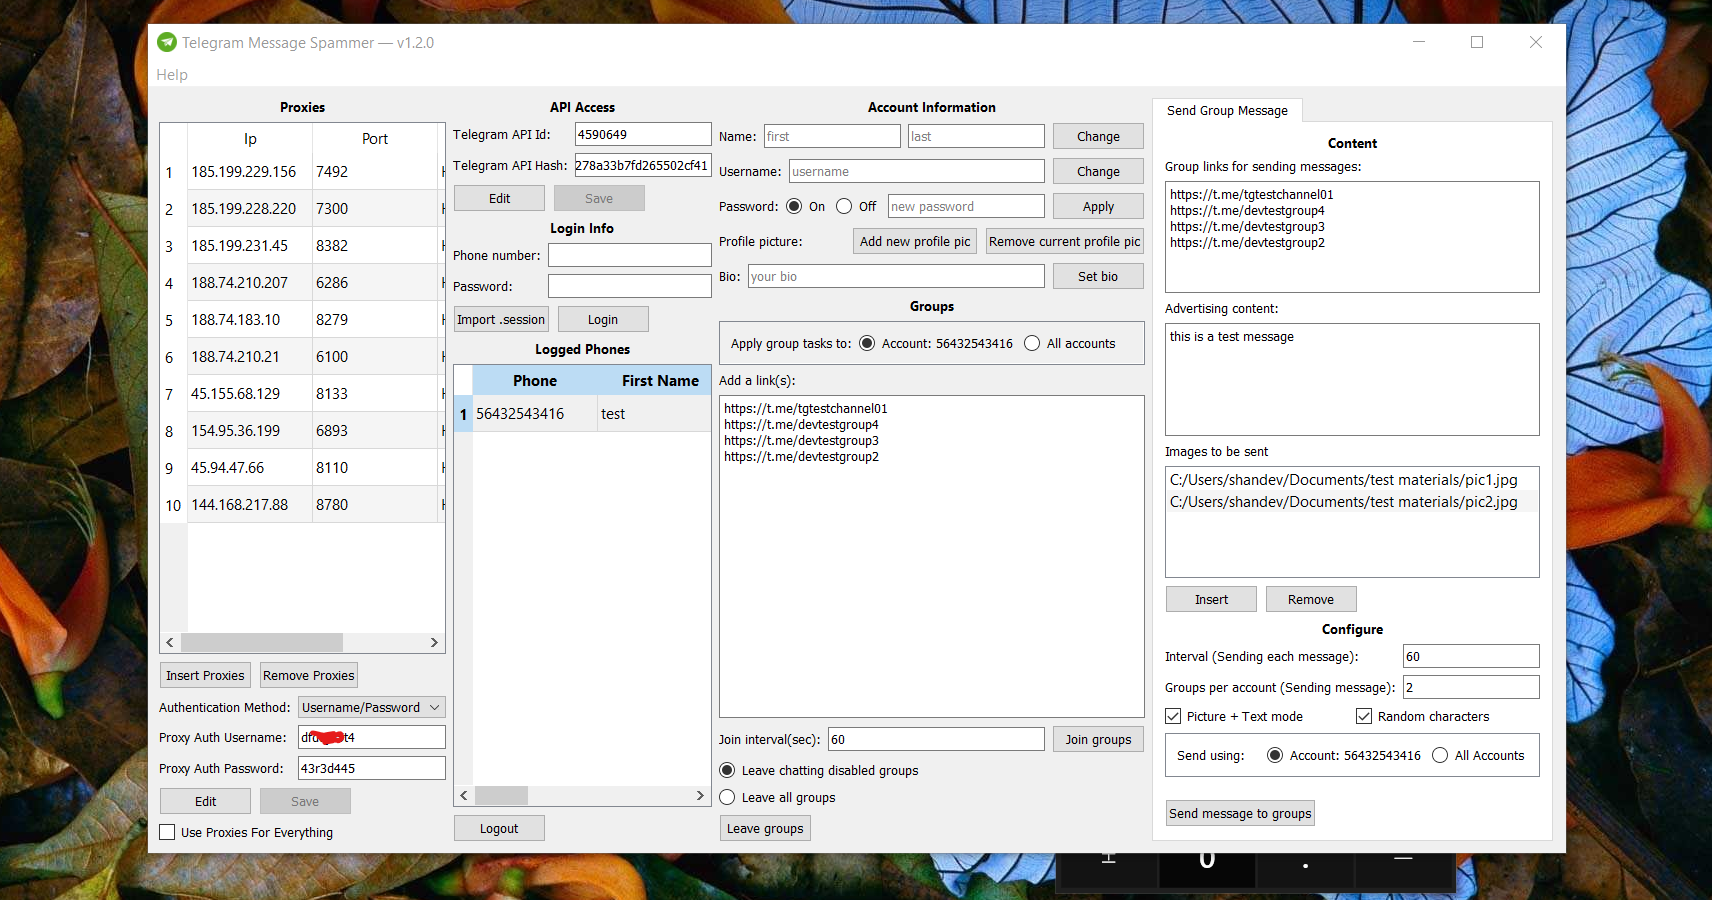 Telegram Message Spammer — v1.2.0
Help
Proxies
Ip Port
1 185.199.229.156 7492
2 185.199.228.220 7300
3 185.199.231.45 8382
4 188.74.210.207 6286
5 188.74.183.10 8279
6 188.74.210.21 6100
7 45.155.68.129 8133
8 154.95.36.199 6893
9 45.94.47.66 8110
10 144.168.217.88 8780
Insert Proxies Remove Proxies
Authentication Method: Username/Password
Proxy Auth Username:
Proxy Auth Password: 43r3d445
Edit Save
Use Proxies For Everything
API Access
Telegram API Id: 4590649
Telegram API Hash: 278a33b7fd265502cf41
Edit Save
Login Info
Phone number:
Password:
Import .session Login
Logged Phones
Phone First Name
1 56432543416 test
Logout
Account Information
Name: first last Change
Username: username Change
Password: On Off new password Apply
Profile picture: Add new profile pic Remove current profile pic
Bio: your bio Set bio
Groups
Apply group tasks to: Account: 56432543416 All accounts
Add a link(s):
https://t.me/tgtestchannel01
https://t.me/devtestgroup4
https://t.me/devtestgroup3
https://t.me/devtestgroup2
Join interval(sec): 60 Join groups
Leave chatting disabled groups
Leave all groups
Leave groups
Send Group Message
Content
Group links for sending messages:
https://t.me/tgtestchannel01
https://t.me/devtestgroup4
https://t.me/devtestgroup3
https://t.me/devtestgroup2
Advertising content:
this is a test message
Images to be sent
C:/Users/shandev/Documents/test materials/pic1.jpg
C:/Users/shandev/Documents/test materials/pic2.jpg
Insert Remove
Configure
Interval (Sending each message): 60
Groups per account (Sending message): 2
Picture + Text mode Random characters
Send using: Account: 56432543416 All Accounts
Send message to groups
± 0 . —